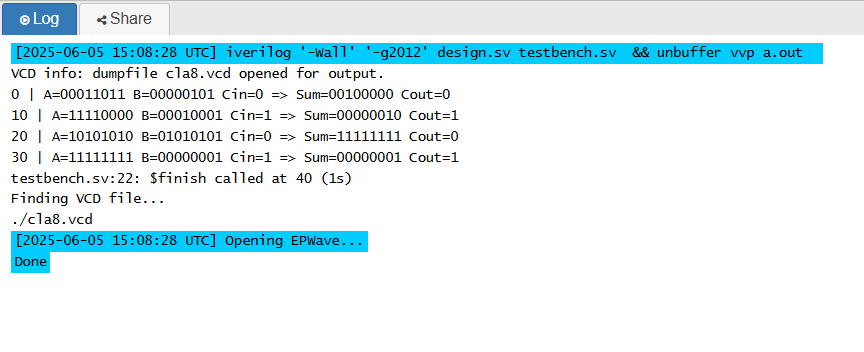 Log Share
[2025-06-05 15:08:28 UTC] iverilog '-Wall' '-g2012' design.sv testbench.sv  && unbuffer vvp a.out
VCD info: dumpfile cla8.vcd opened for output.
0 | A=00011011 B=00000101 Cin=0 => Sum=00100000 Cout=0
10 | A=11110000 B=00010001 Cin=1 => Sum=00000010 Cout=1
20 | A=10101010 B=01010101 Cin=0 => Sum=11111111 Cout=0
30 | A=11111111 B=00000001 Cin=1 => Sum=00000001 Cout=1
testbench.sv:22: $finish called at 40 (1s)
Finding VCD file...
./cla8.vcd
[2025-06-05 15:08:28 UTC] Opening EPWave...
Done